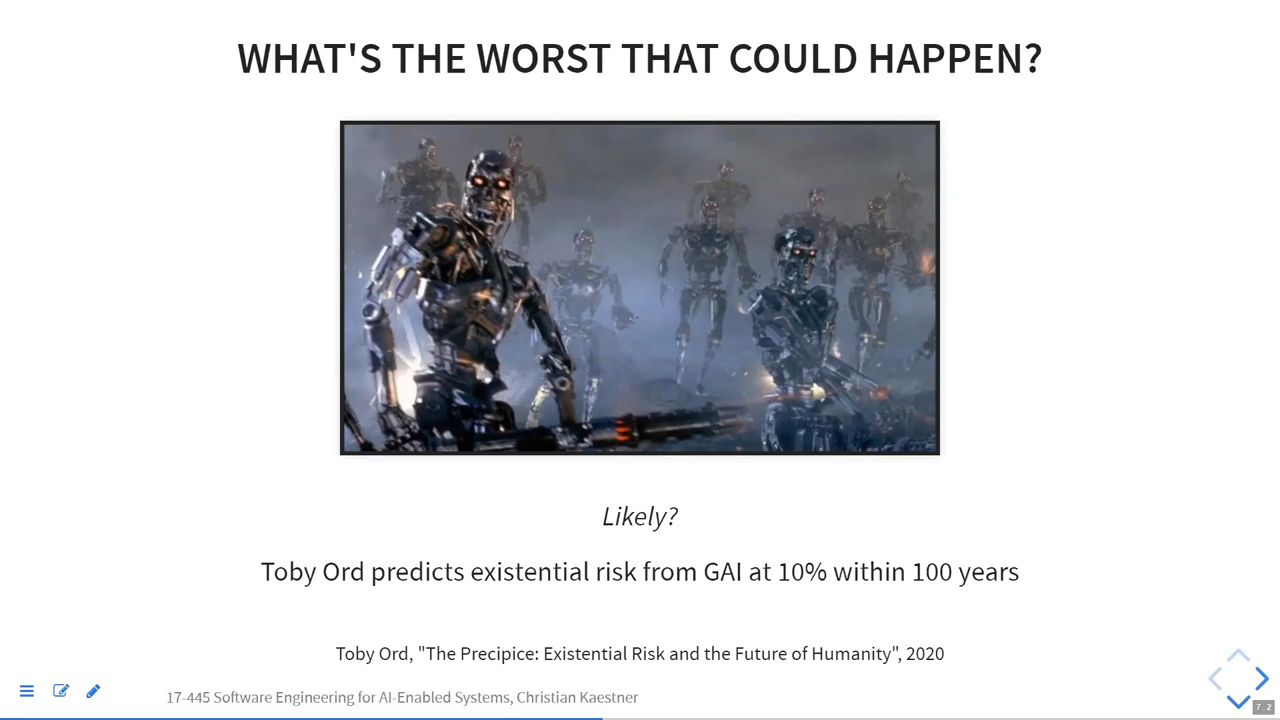 WHAT'S THE WORST THAT COULD HAPPEN?
Likely?
Toby Ord predicts existential risk from GAI at 10% within 100 years
Toby Ord, "The Precipice: Existential Risk and the Future of Humanity", 2020
17-445 Software Engineering for AI-Enabled Systems, Christian Kaestner
7.2